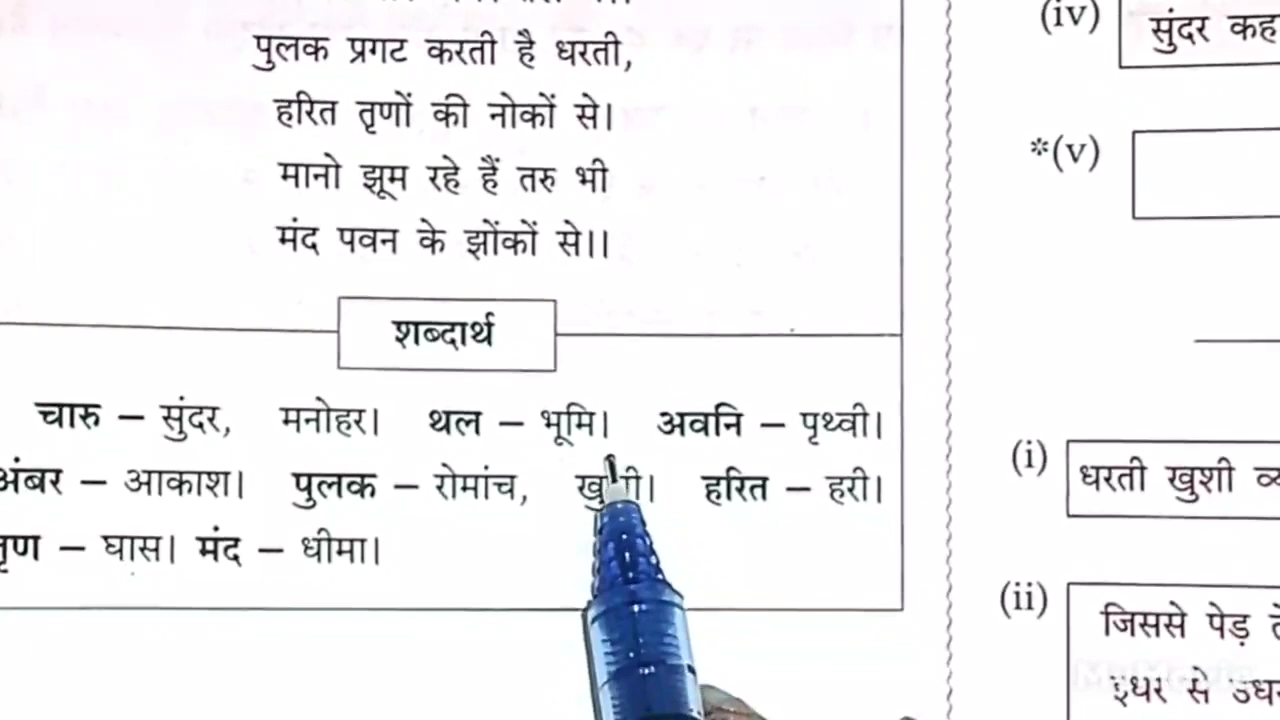 पुलक प्रगट करती है धरती,
हरित तृणों की नोकों से।
मानो झूम रहे हैं तरु भी
मंद पवन के झोंकों से।।
शब्दार्थ
चारु – सुंदर, मनोहर। थल – भूमि। अवनि – पृथ्वी।
अंबर – आकाश। पुलक – रोमांच, हरित – हरी।
तृण – घास। मंद – धीमा।
(iv) सुंदर
*(v)
(i) धरती खुशी
(ii) जिससे पेड़
इधर से